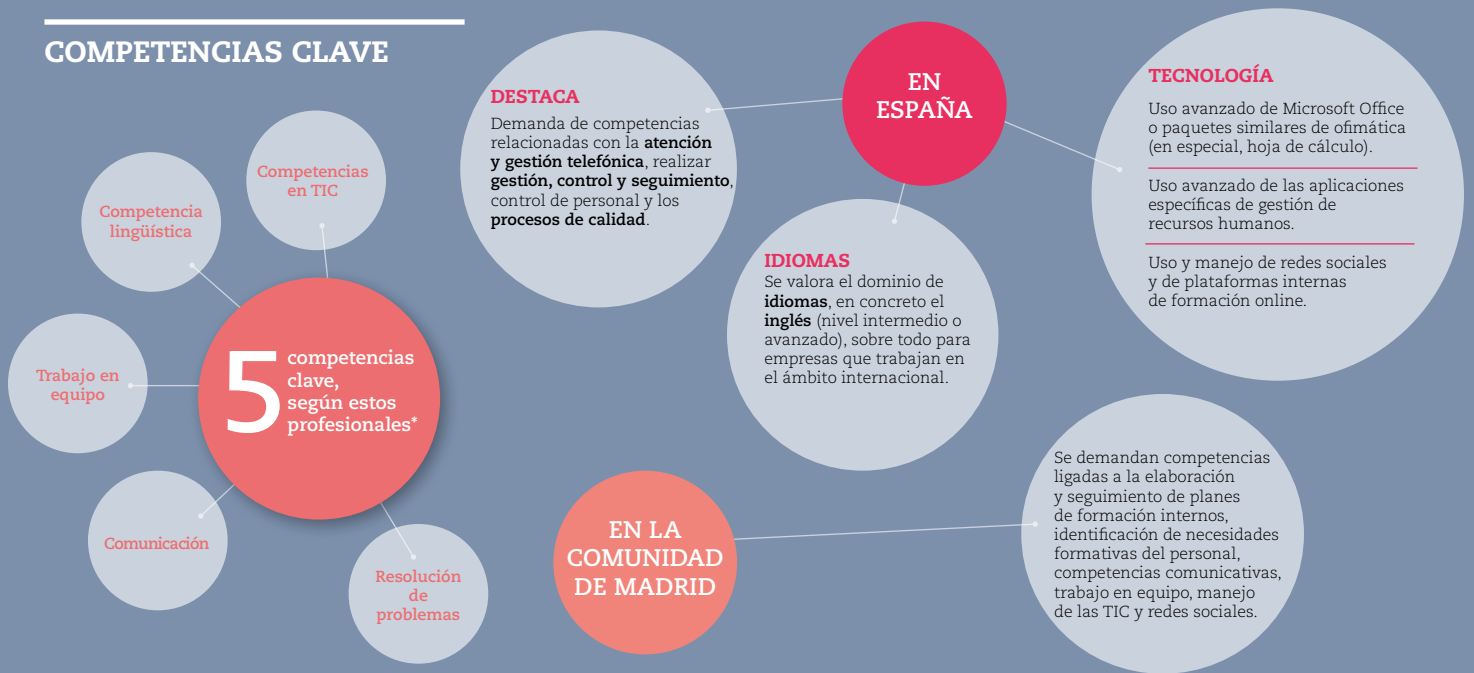 COMPETENCIAS CLAVE
Competencias
en TIC
Competencia
lingüística
Trabajo en
equipo
Comunicación
Resolución
de
problemas
5 competencias
clave,
según estos
profesionales*
EN
ESPAÑA
DESTACA
Demanda de competencias
relacionadas con la atención
y gestión telefónica, realizar
gestión, control y seguimiento,
control de personal y los
procesos de calidad.
IDIOMAS
Se valora el dominio de
idiomas, en concreto el
inglés (nivel intermedio o
avanzado), sobre todo para
empresas que trabajan en
el ámbito internacional.
TECNOLOGÍA
Uso avanzado de Microsoft Office
o paquetes similares de ofimática
(en especial, hoja de cálculo).
Uso avanzado de las aplicaciones
específicas de gestión de
recursos humanos.
Uso y manejo de redes sociales
y de plataformas internas
de formación online.
EN LA
COMUNIDAD
DE MADRID
Se demandan competencias
ligadas a la elaboración
y seguimiento de planes
de formación internos,
identificación de necesidades
formativas del personal,
competencias comunicativas,
trabajo en equipo, manejo
de las TIC y redes sociales.